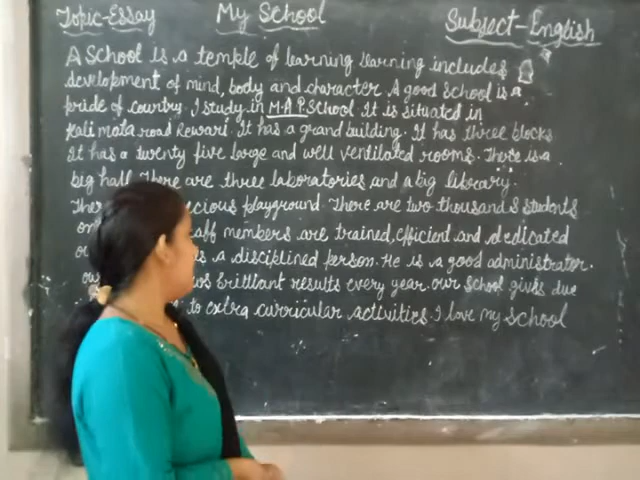 Topic-Essay My School Subject-English
A School is a temple of learning learning includes
development of mind, body and character A good School is a
pride of country. I study in M.A.P. School It is situated in
Kali mata road Rewari. It has a grand building. It has three blocks
It has a twenty five large and well ventilated rooms. There is a
big hall There are three laboratories and a big library.
playground There are two thousands students
members are trained, efficient and dedicated
is a disciplined person. He is a good administrator.
brilliant results every year. our school gives due
to extra curricular activities. I love my School